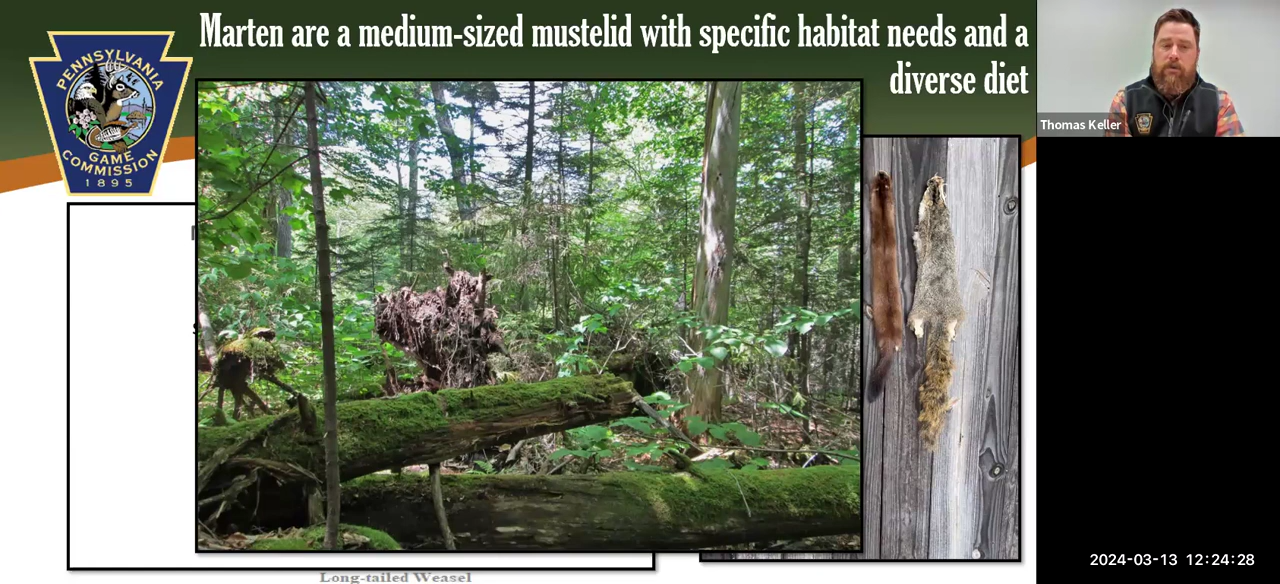 Marten are a medium-sized mustelid with specific habitat needs and a
diverse diet
PENNSYLVANIA
GAME
COMMISSION
1895
Thomas Keller
Long-tailed Weasel
2024-03-13 12:24:28